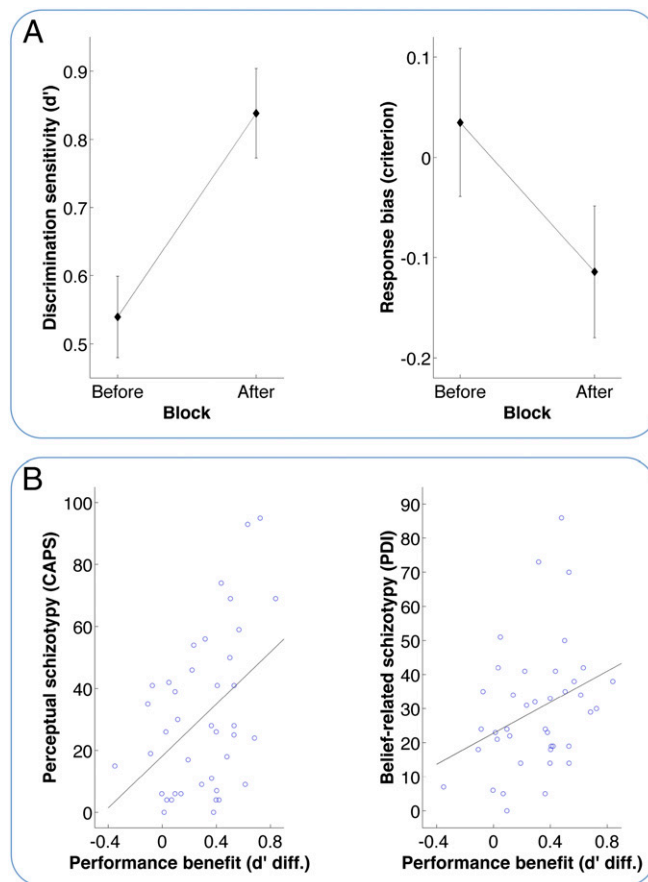 A
Discrimination sensitivity (d')
0.9
0.8
0.7
0.6
0.5
Before
After
Block
Response bias (criterion)
0.1
0
-0.1
-0.2
Before
After
Block
B
Perceptual schizotypy (CAPS)
100
80
60
40
20
0
-0.4
0
0.4
0.8
Performance benefit (d' diff.)
Belief-related schizotypy (PDI)
90
80
70
60
50
40
30
20
10
0
-0.4
0
0.4
0.8
Performance benefit (d' diff.)